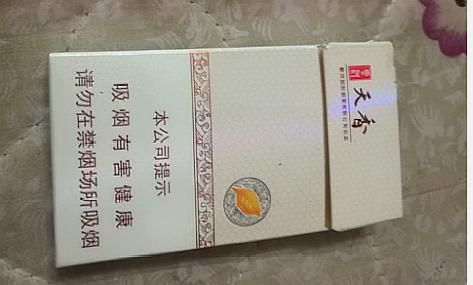 天香
本公司提示
吸烟有害健康
请勿在禁烟场所吸烟